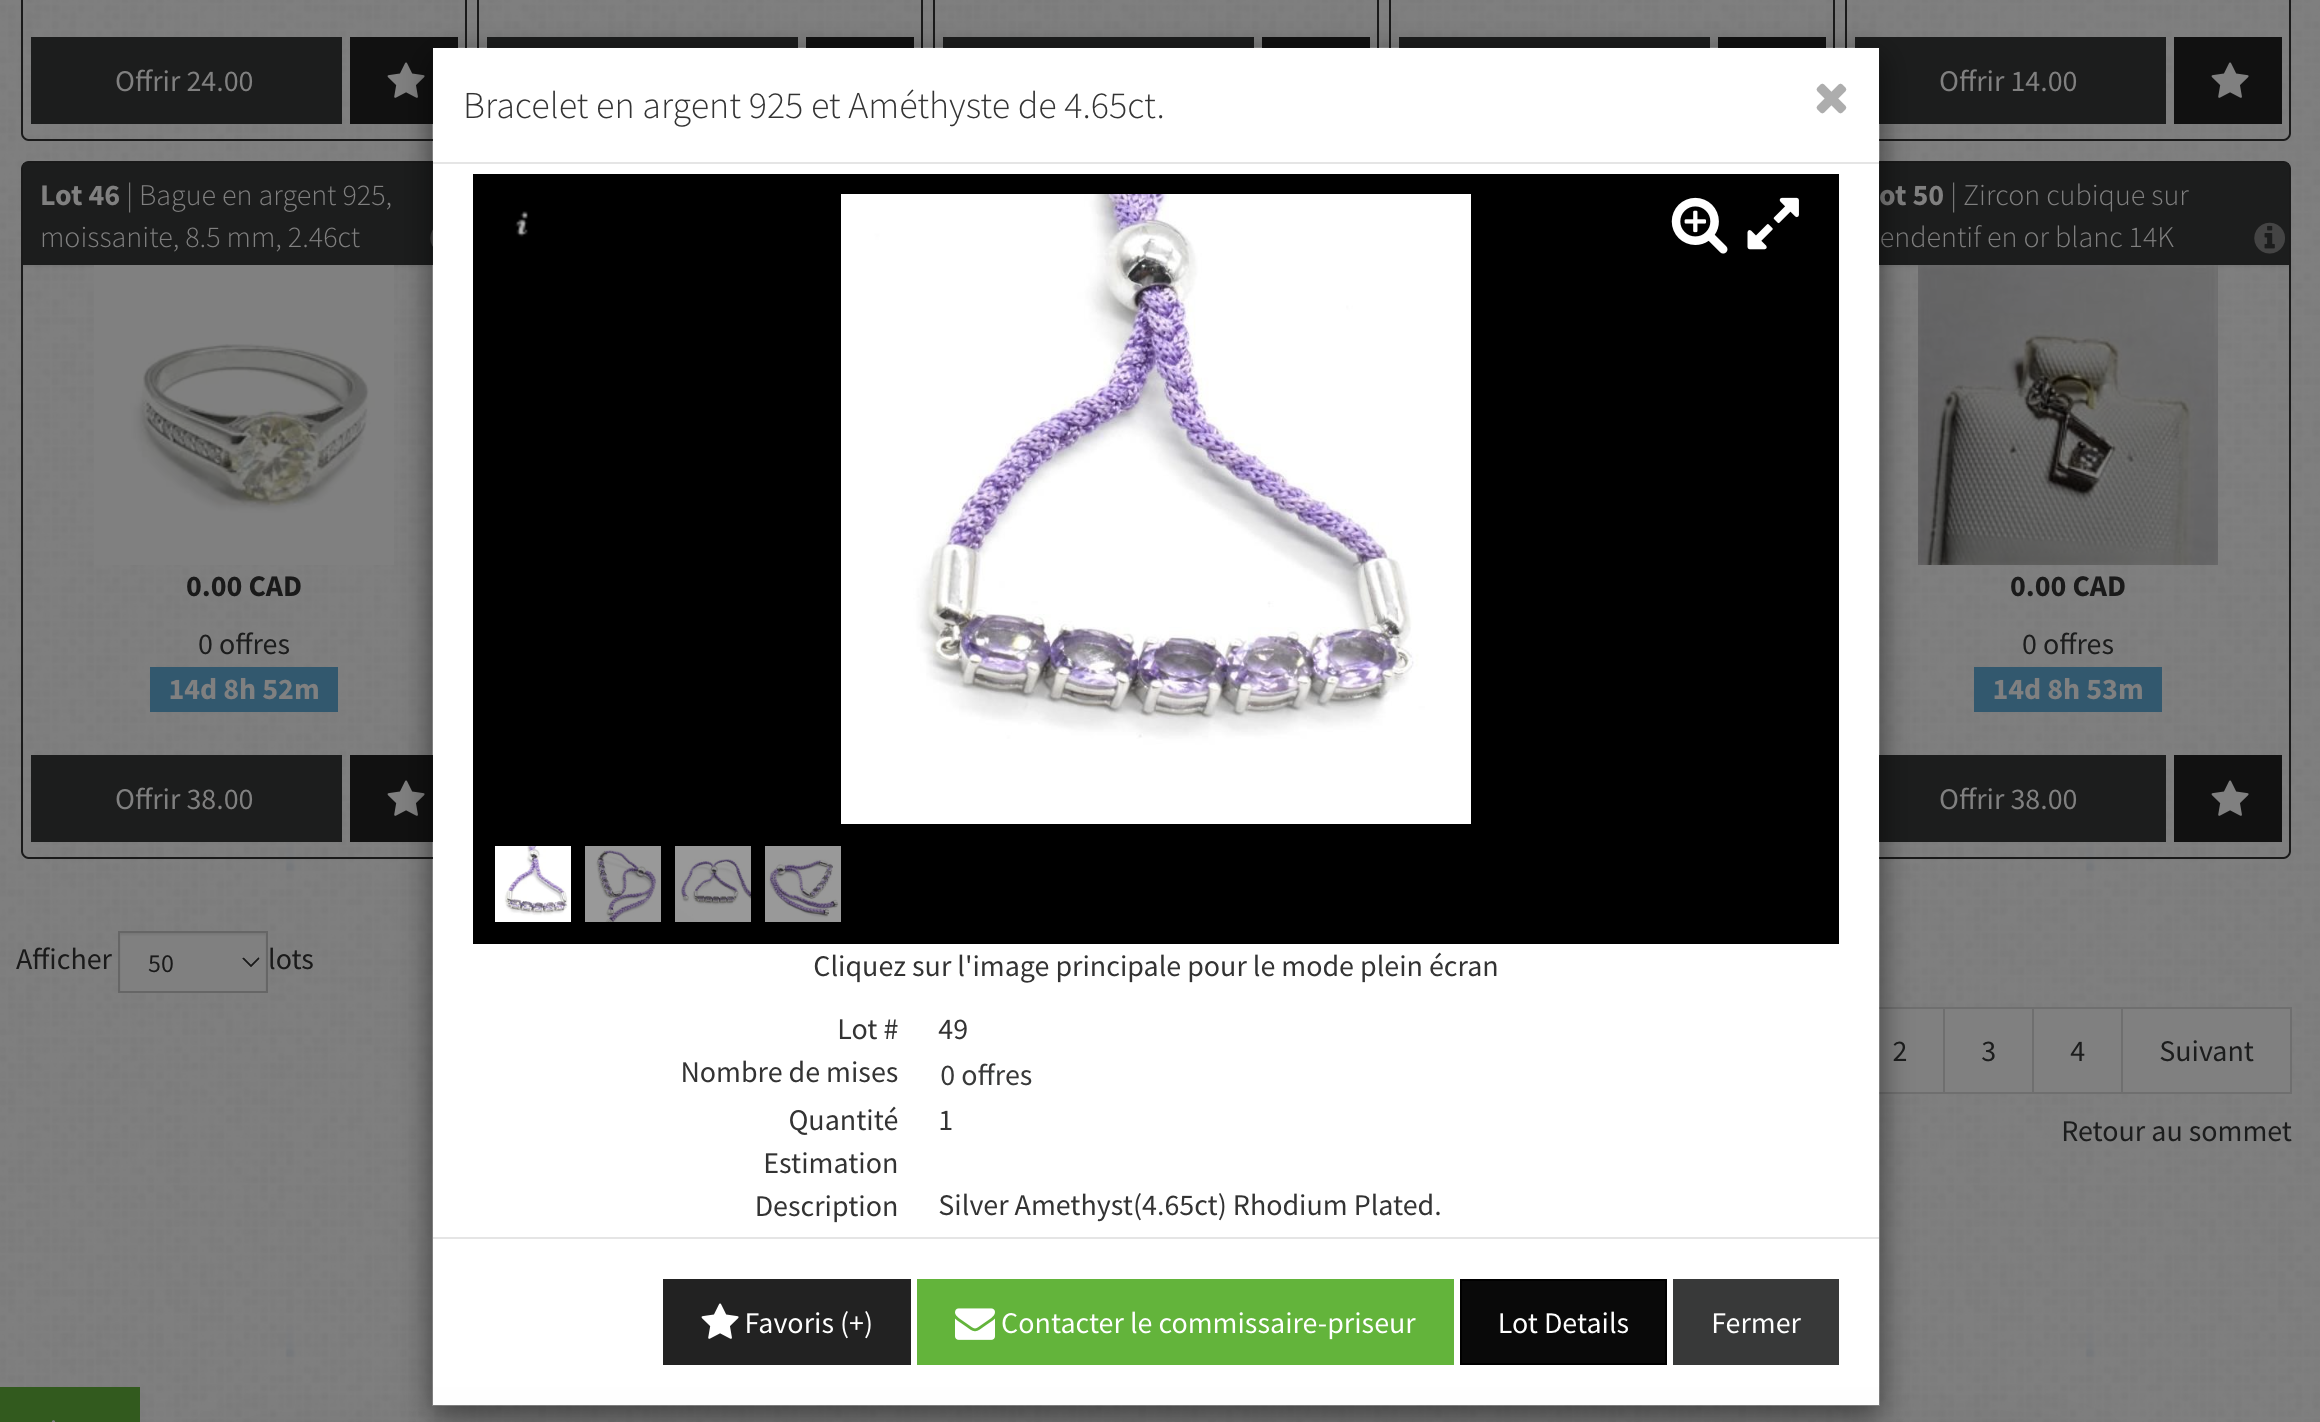 Offrir 24.00
Offrir 14.00
Bracelet en argent 925 et Améthyste de 4.65ct.
Lot 46 | Bague en argent 925,
moissanite, 8.5 mm, 2.46ct
0.00 CAD
0 offres
14d 8h 52m
Offrir 38.00
ot 50 | Zircon cubique sur
endentif en or blanc 14K
0.00 CAD
0 offres
14d 8h 53m
Offrir 38.00
Cliquez sur l'image principale pour le mode plein écran
Lot # 49
Nombre de mises 0 offres
Quantité 1
Estimation
Description Silver Amethyst(4.65ct) Rhodium Plated.
Favoris (+)
Contacter le commissaire-priseur
Lot Details
Fermer
Afficher 50 lots
2 3 4 Suivant
Retour au sommet